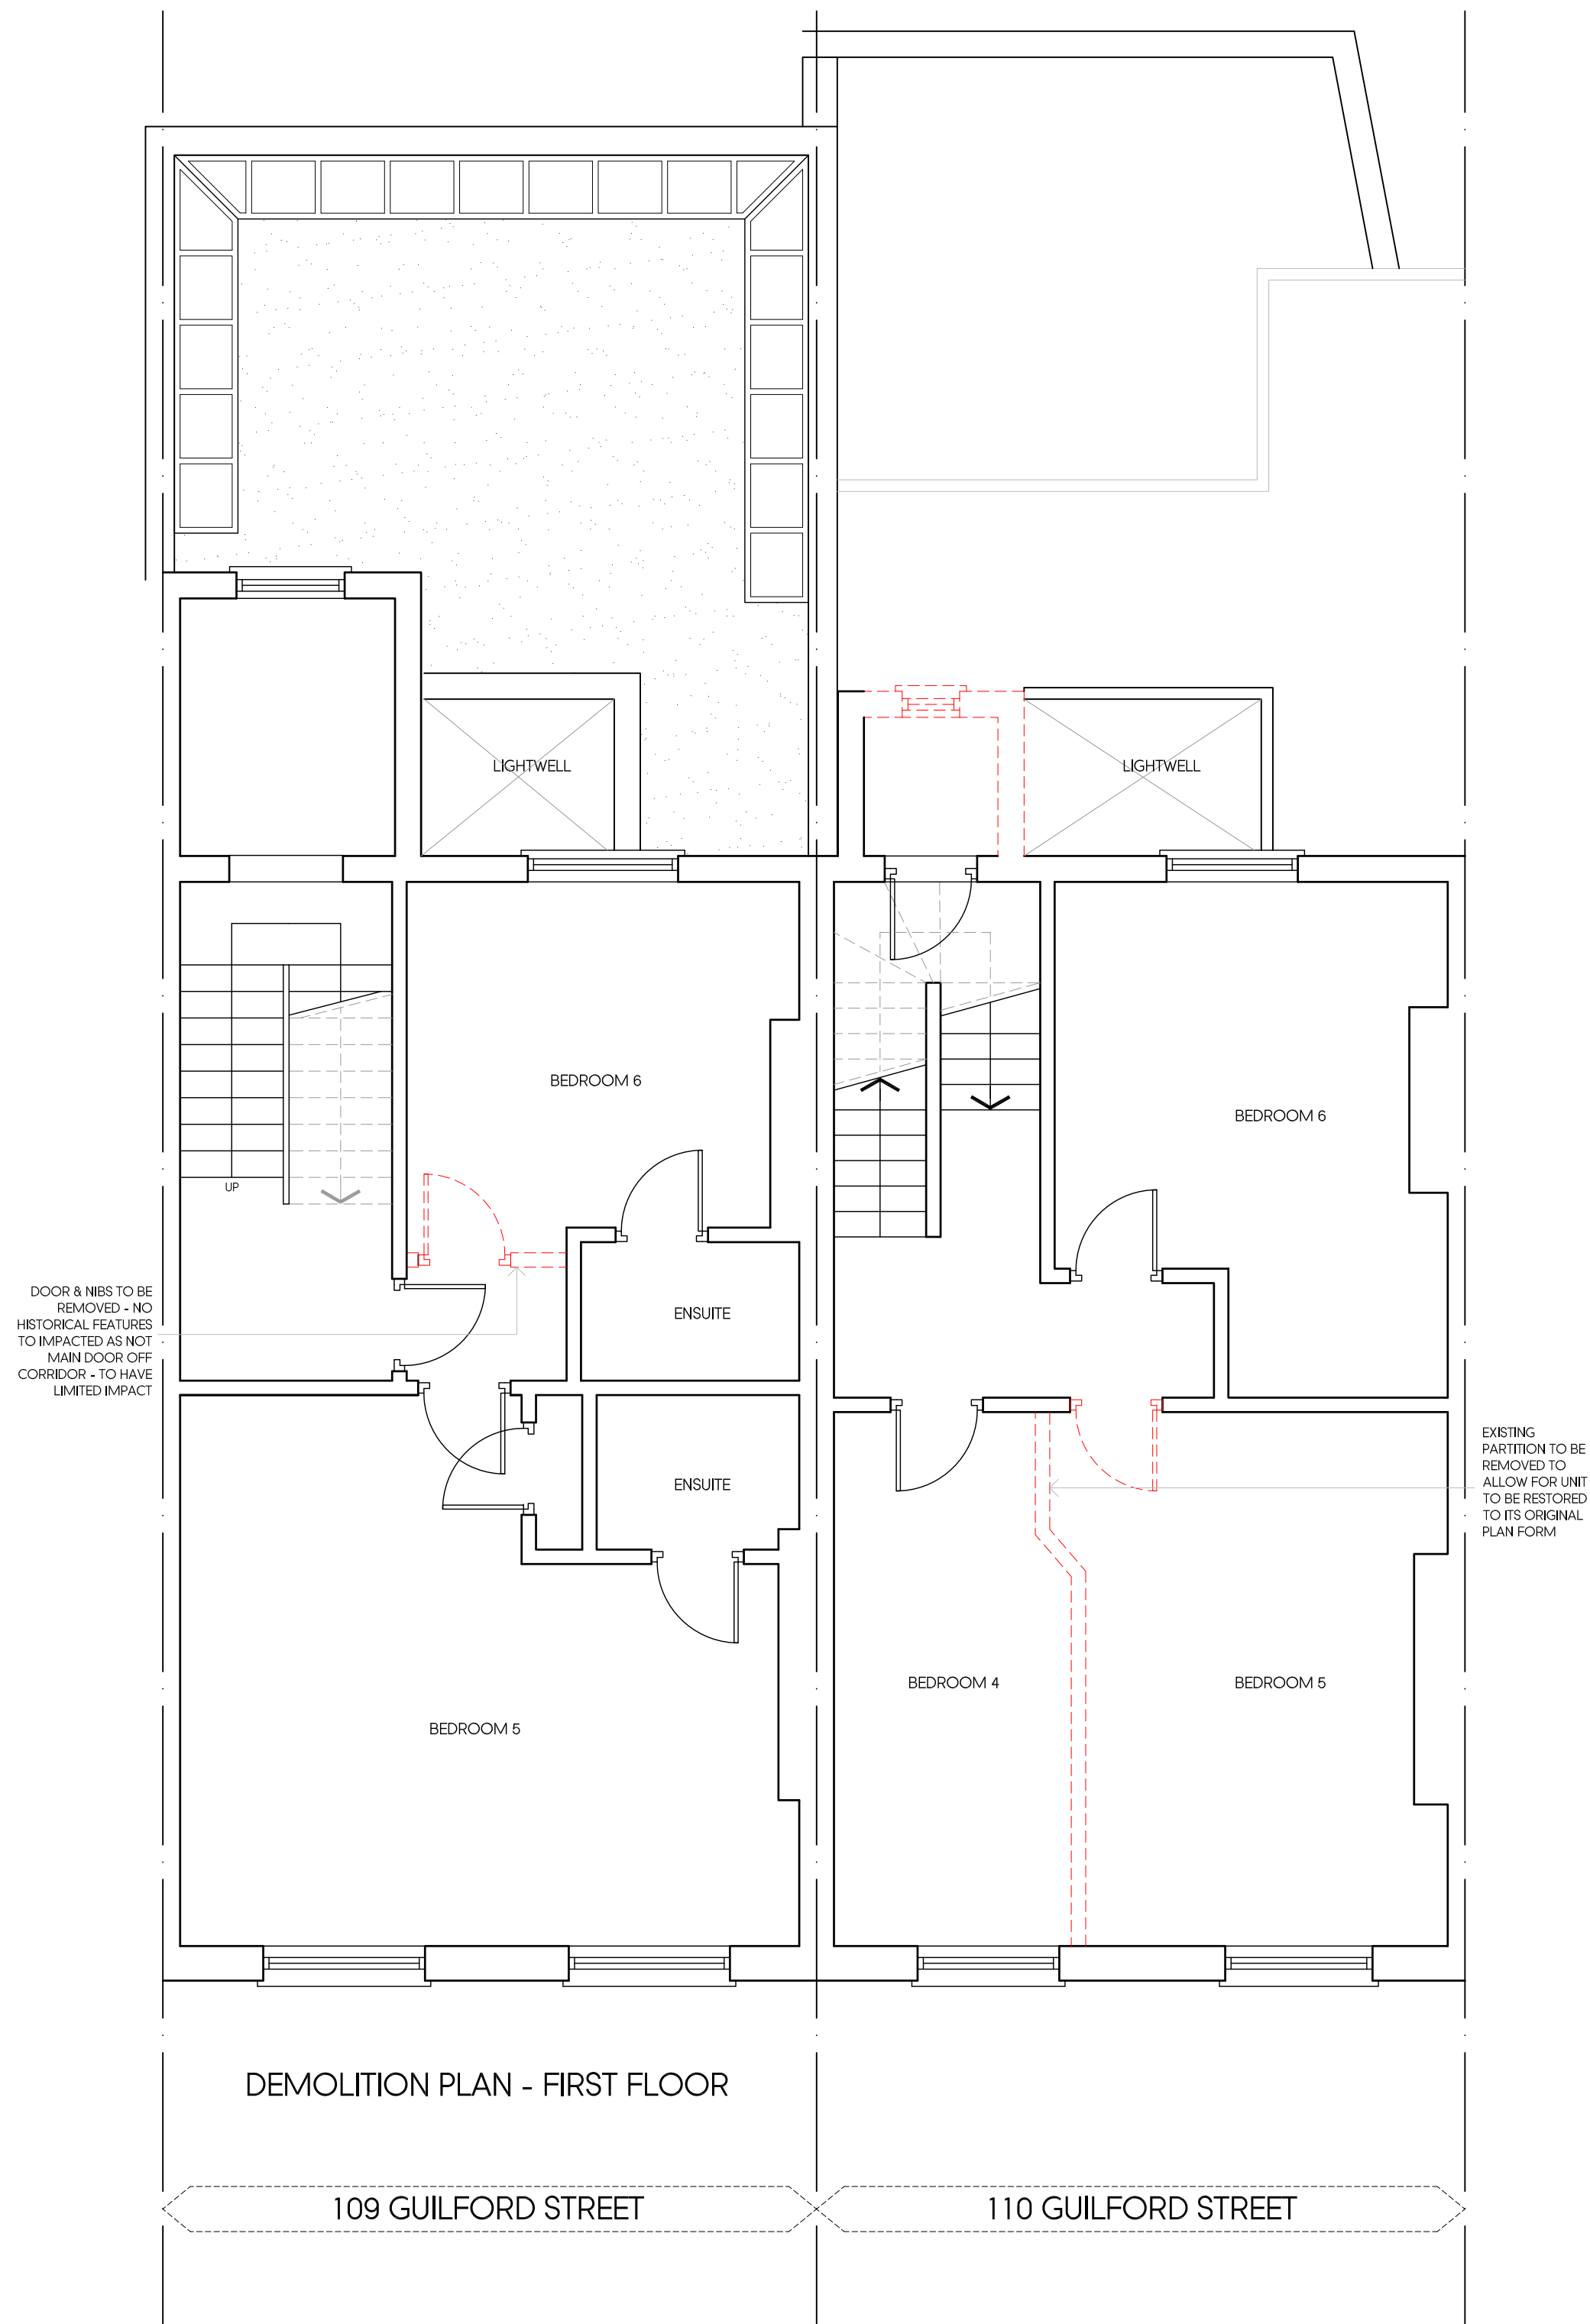 LIGHTWELL
LIGHTWELL
BEDROOM 6
BEDROOM 6
UP
DOOR & NIBS TO BE
REMOVED - NO
HISTORICAL FEATURES
TO IMPACTED AS NOT
MAIN DOOR OFF
CORRIDOR - TO HAVE
LIMITED IMPACT
ENSUITE
ENSUITE
EXISTING
PARTITION TO BE
REMOVED TO
ALLOW FOR UNIT
TO BE RESTORED
TO ITS ORIGINAL
PLAN FORM
BEDROOM 4
BEDROOM 5
BEDROOM 5
DEMOLITION PLAN - FIRST FLOOR
109 GUILFORD STREET
110 GUILFORD STREET